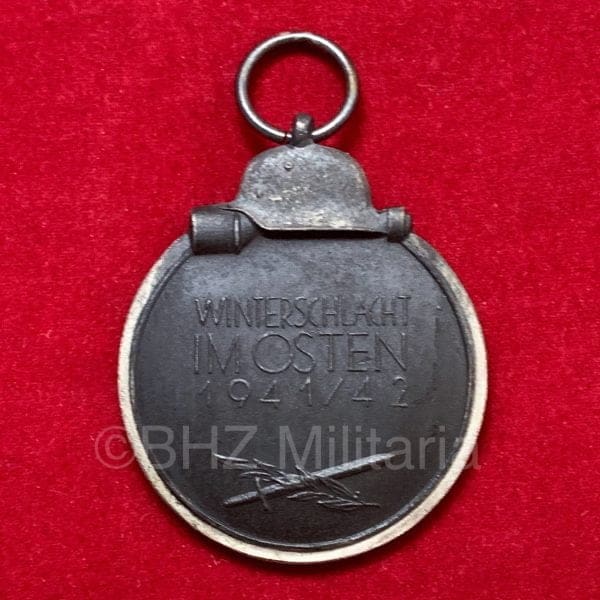 WINTERSCHLACHT
IM OSTEN
1941/42
©BHZ Militaria